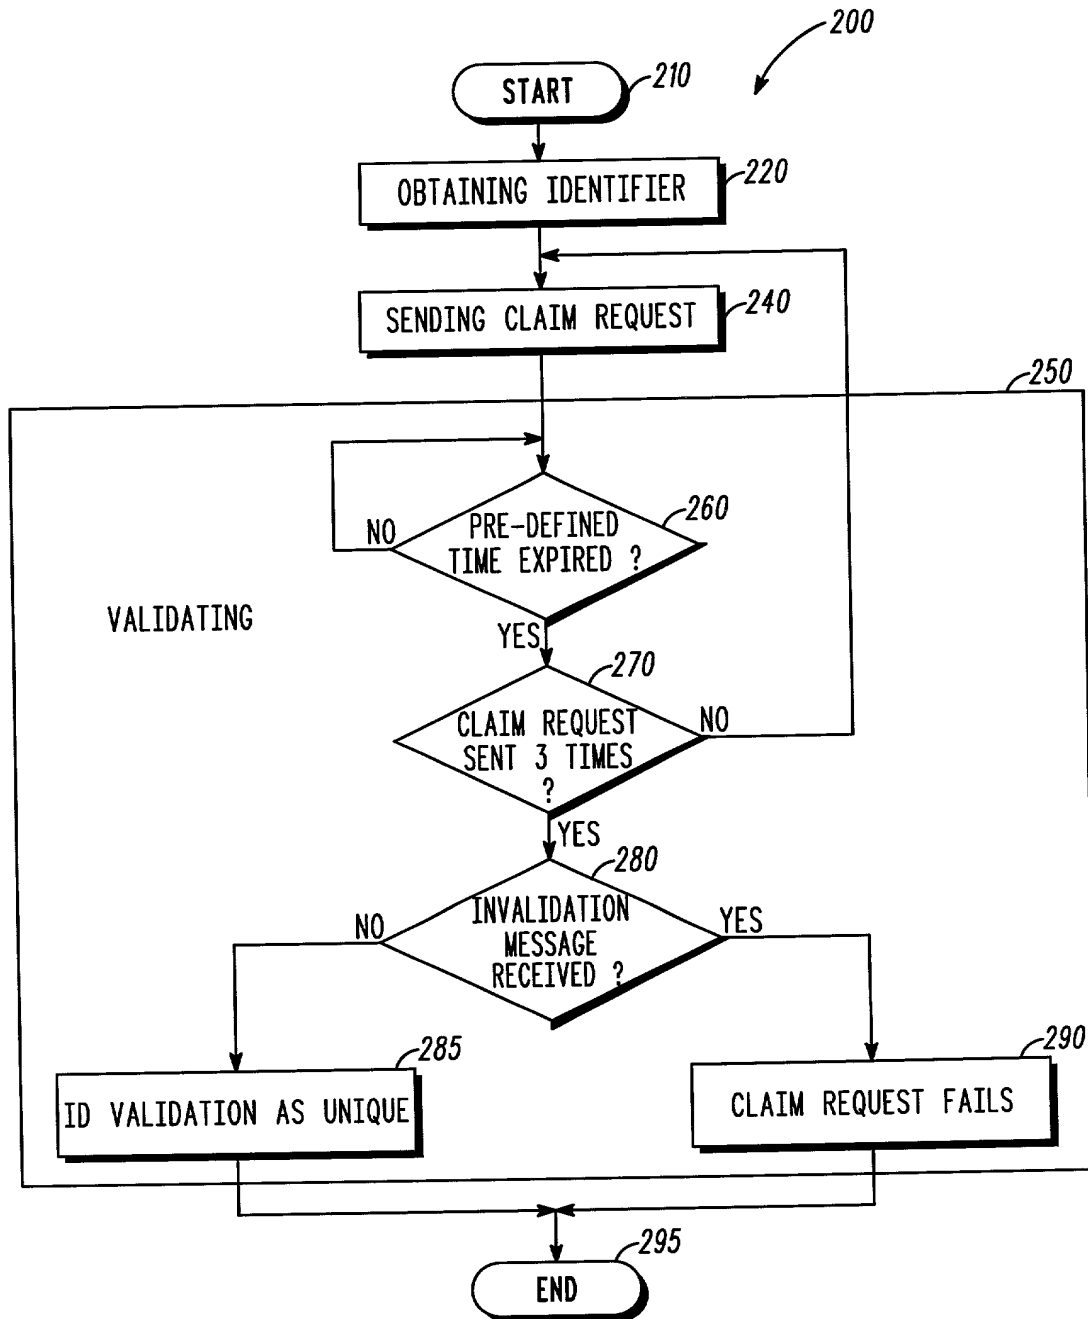 200
START
210
OBTAINING IDENTIFIER
220
SENDING CLAIM REQUEST
240
250
PRE-DEFINED
TIME EXPIRED ?
260
NO
VALIDATING
YES
270
CLAIM REQUEST
SENT 3 TIMES
?
NO
YES
280
INVALIDATION
MESSAGE
RECEIVED ?
NO
YES
285
ID VALIDATION AS UNIQUE
290
CLAIM REQUEST FAILS
295
END